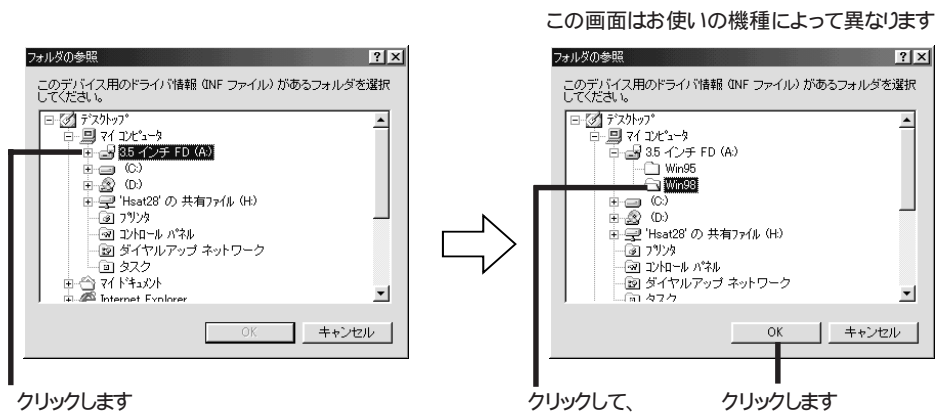 この画面はお使いの機種によって異なります
フォルダの参照
このデバイス用のドライバ情報 (INF ファイル) があるフォルダを選択
してください。
デスクトップ
マイ コンピュータ
3.5 インチ FD (A:)
(C:)
(D:)
'Hsat28' の 共有ファイル (H:)
プリンタ
コントロール パネル
ダイヤルアップ ネットワーク
タスク
マイ ドキュメント
Internet Explorer
OK
キャンセル
クリックします
フォルダの参照
このデバイス用のドライバ情報 (INF ファイル) があるフォルダを選択
してください。
デスクトップ
マイ コンピュータ
3.5 インチ FD (A:)
Win95
Win98
(C:)
(D:)
'Hsat28' の 共有ファイル (H:)
プリンタ
コントロール パネル
ダイヤルアップ ネットワーク
タスク
OK
キャンセル
クリックして、
クリックします